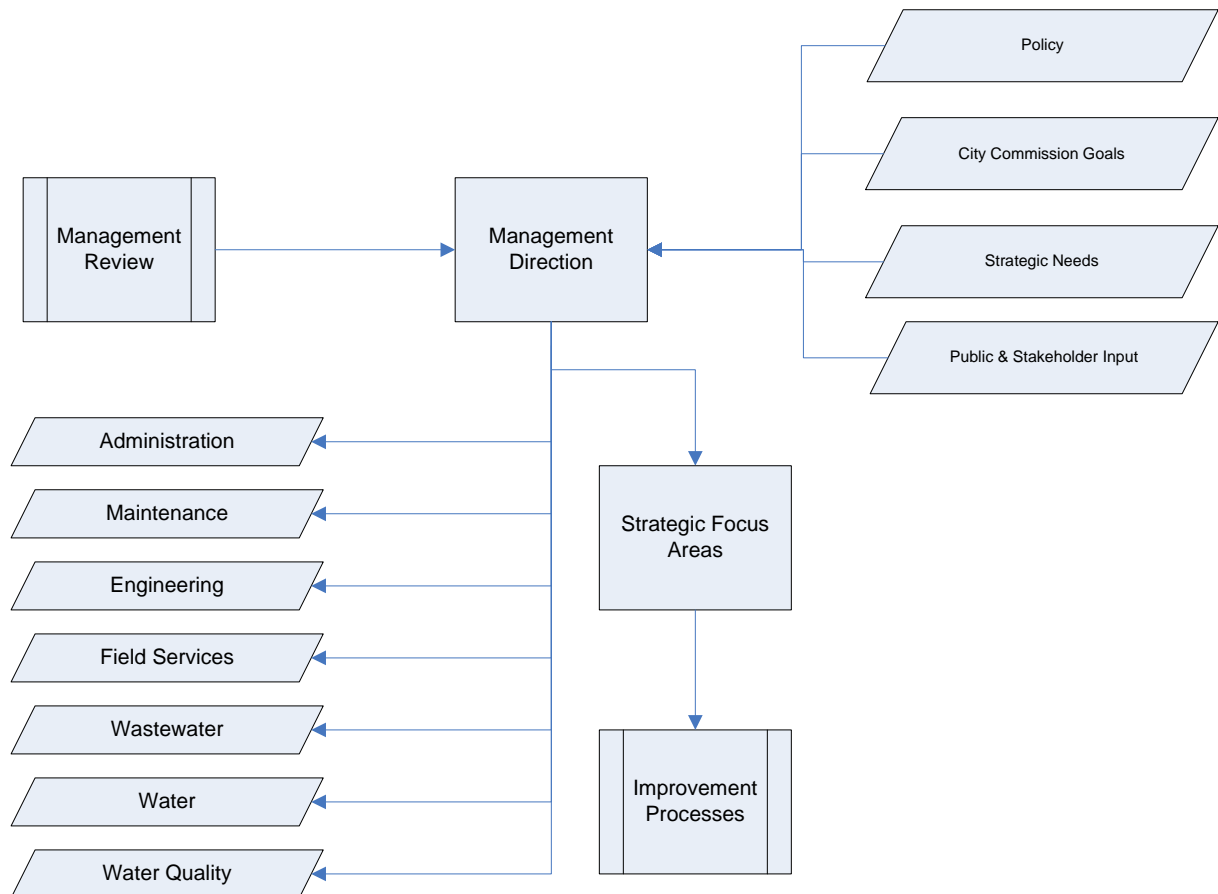 Policy
City Commission Goals
Management
Review
Management
Direction
Strategic Needs
Public & Stakeholder Input
Administration
Maintenance
Strategic Focus
Areas
Engineering
Field Services
Wastewater
Improvement
Processes
Water
Water Quality